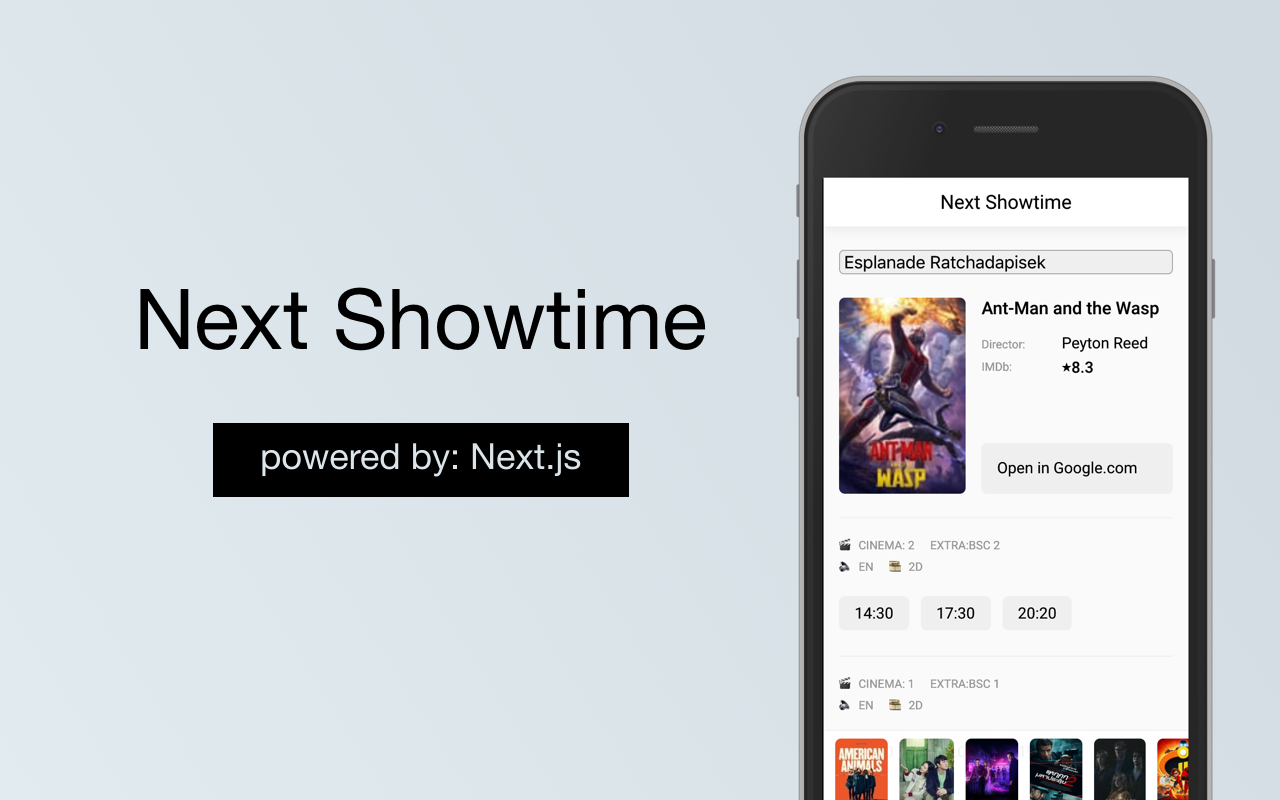 Next Showtime
powered by: Next.js
Next Showtime
Esplanade Ratchadapisek
Ant-Man and the Wasp
Director: Peyton Reed
IMDb: ★8.3
Open in Google.com
ANT-MAN
AND THE
WASP
CINEMA: 2 EXTRA:BSC 2
EN 2D
14:30 17:30 20:20
CINEMA: 1 EXTRA:BSC 1
EN 2D
AMERICAN
ANIMALS